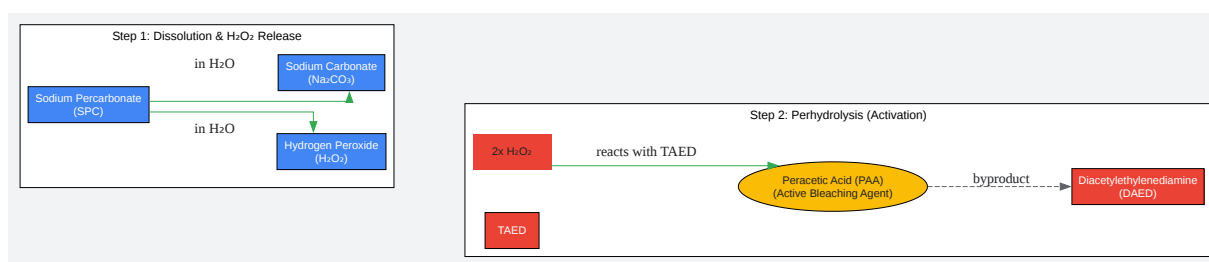 Step 1: Dissolution & H₂O₂ Release
in H₂O
Sodium Carbonate
(Na₂CO₃)
Sodium Percarbonate
(SPC)
in H₂O
Hydrogen Peroxide
(H₂O₂)
Step 2: Perhydrolysis (Activation)
2x H₂O₂
reacts with TAED
Peracetic Acid (PAA)
(Active Bleaching Agent)
byproduct
Diacetylethylenediamine
(DAED)
TAED